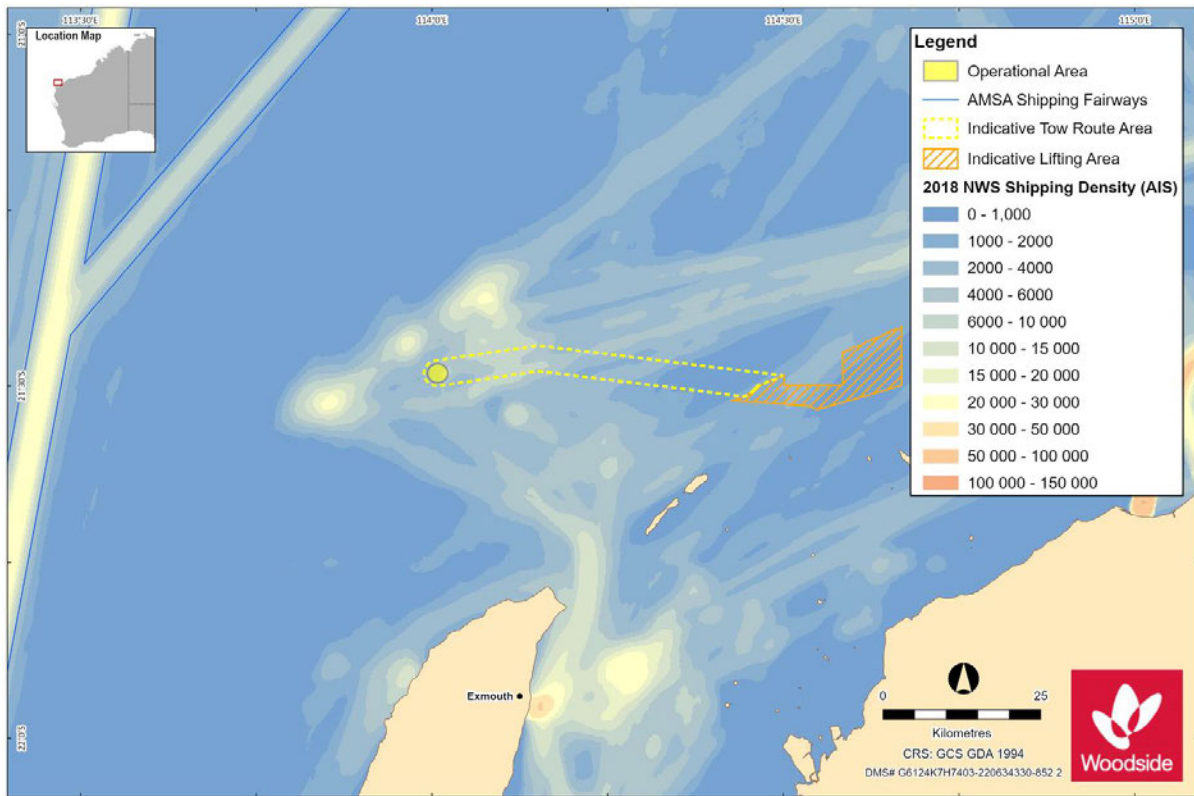 113°30'E
114°0'E
114°30'E
115°0'E
21°0'S
21°30'S
22°0'S
Location Map
Legend
Operational Area
AMSA Shipping Fairways
Indicative Tow Route Area
Indicative Lifting Area
2018 NWS Shipping Density (AIS)
0 - 1,000
1000 - 2000
2000 - 4000
4000 - 6000
6000 - 10 000
10 000 - 15 000
15 000 - 20 000
20 000 - 30 000
30 000 - 50 000
50 000 - 100 000
100 000 - 150 000
Exmouth
0 25
Kilometres
CRS: GCS GDA 1994
DMS# G6124K7H7403-220634330-852 2
Woodside